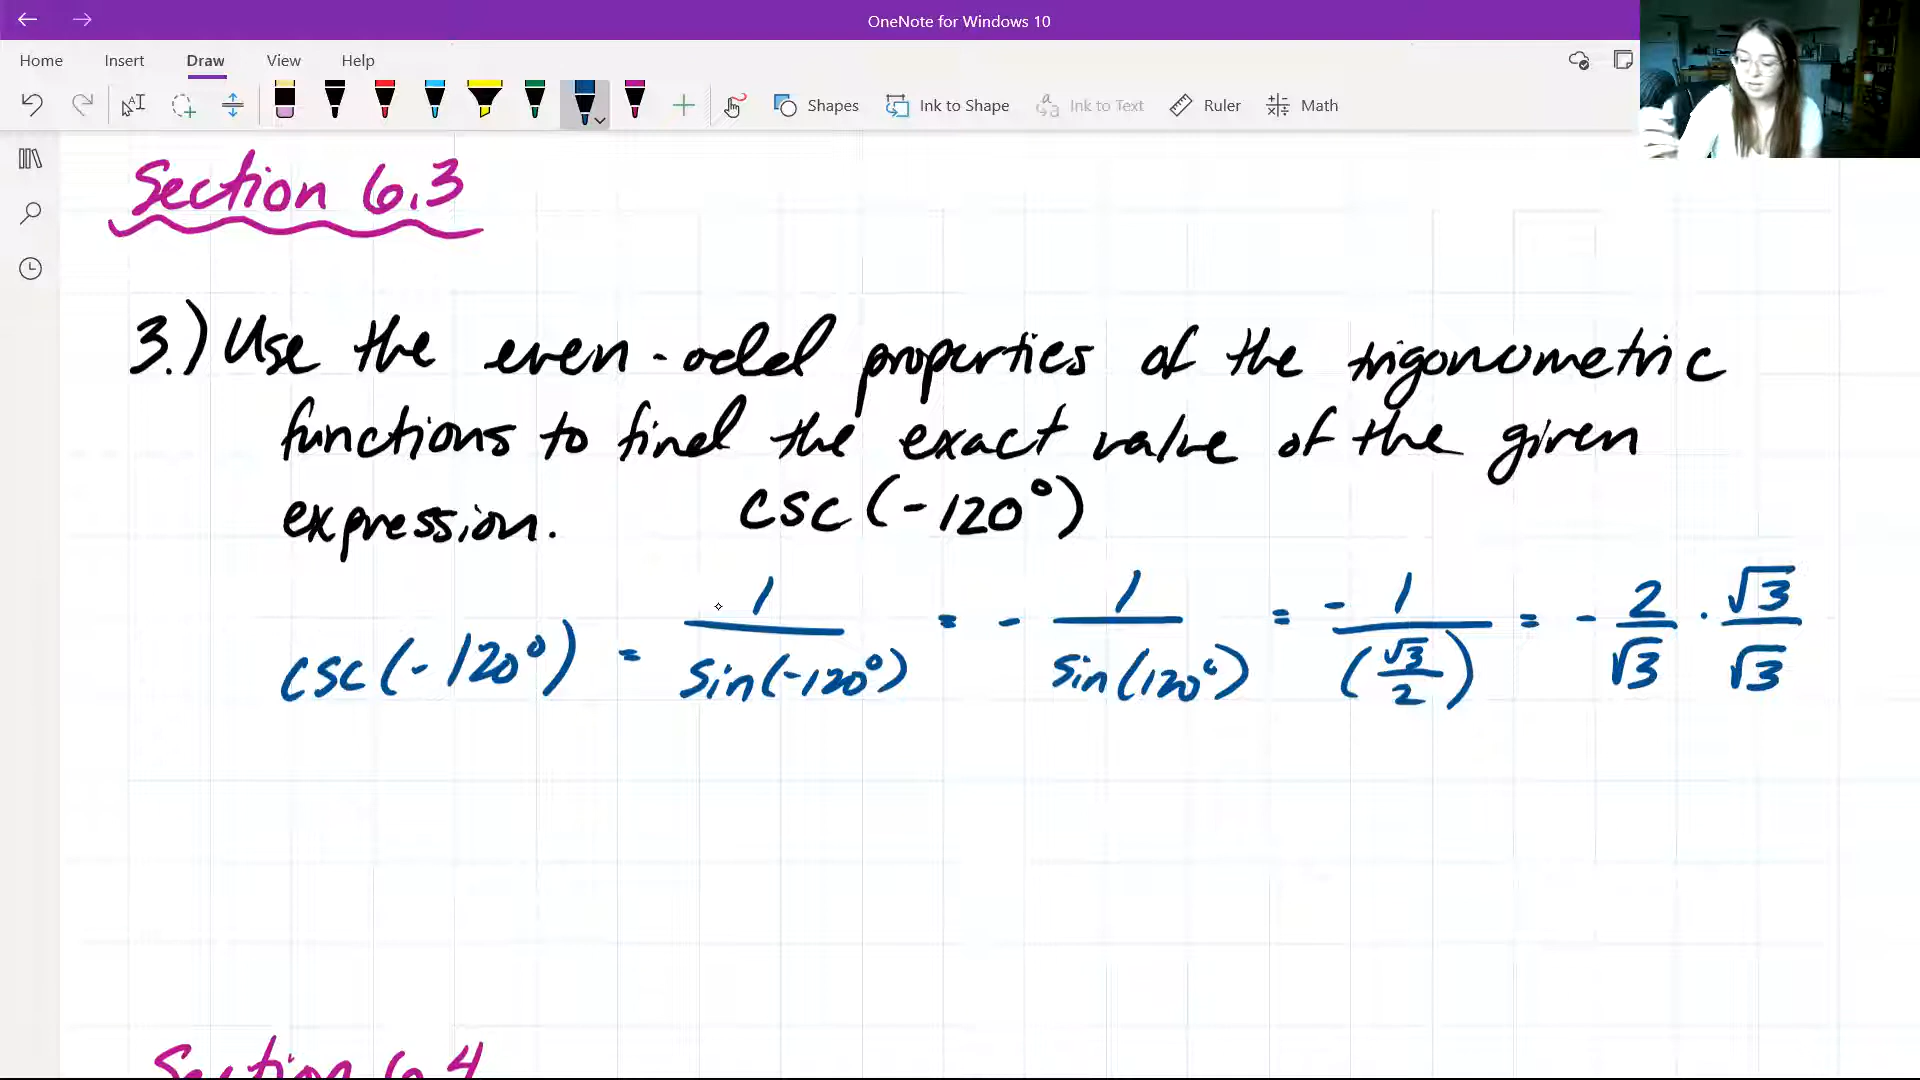 OneNote for Windows 10
Home Insert Draw View Help
Shapes Ink to Shape Ink to Text Ruler Math
Section 6.3
3.) Use the even-odd properties of the trigonometric
functions to find the exact value of the given
expression. csc(-120°)
csc(-120°) = 1/sin(-120°) = - 1/sin(120°) = - 1/(√3/2) = - 2/√3 · √3/√3
Section 6.4